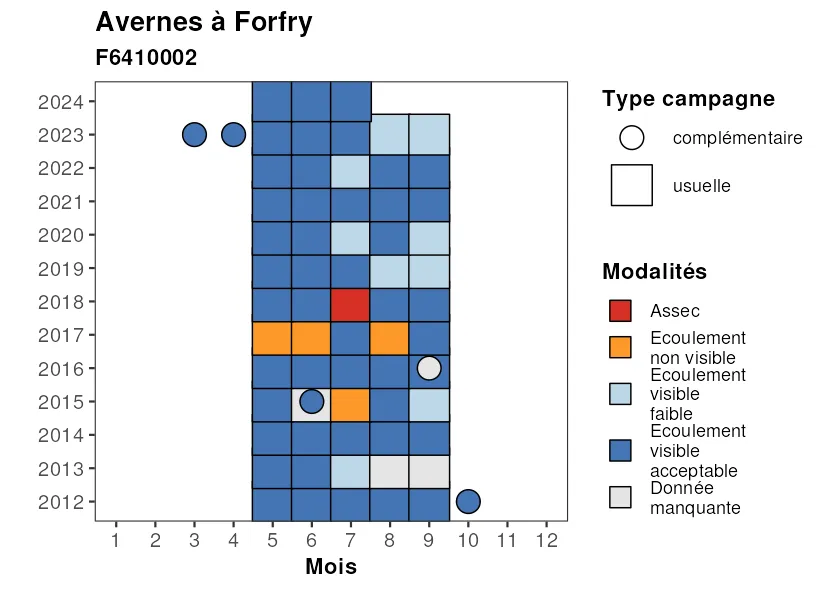 Avernes à Forfry
F6410002
2024
2023
2022
2021
2020
2019
2018
2017
2016
2015
2014
2013
2012
1 2 3 4 5 6 7 8 9 10 11 12
Mois
Type campagne
complémentaire
usuelle
Modalités
Assec
Ecoulement
non visible
Ecoulement
visible
faible
Ecoulement
visible
acceptable
Donnée
manquante